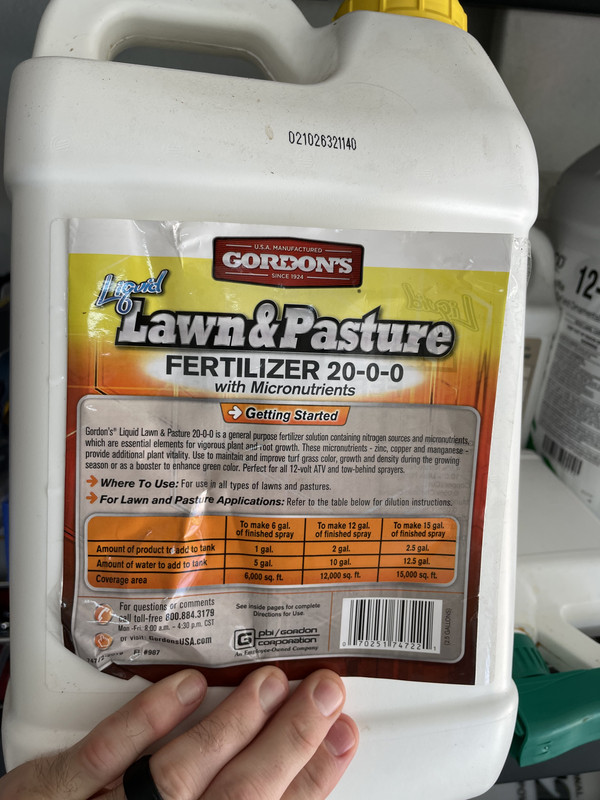 021026321140
U.S.A. MANUFACTURED
GORDON'S
SINCE 1924
Liquid
Lawn&Pasture
FERTILIZER 20-0-0
with Micronutrients
Getting Started
Gordon's® Liquid Lawn & Pasture 20-0-0 is a general purpose fertilizer solution containing nitrogen sources and micronutrients,
which are essential elements for vigorous plant and root growth. These micronutrients - zinc, copper and manganese -
provide additional plant vitality. Use to maintain and improve turf grass color, growth and density during the growing
season or as a booster to enhance green color. Perfect for all 12-volt ATV and tow-behind sprayers.
Where To Use: For use in all types of lawns and pastures.
For Lawn and Pasture Applications: Refer to the table below for dilution instructions.
To make 6 gal. of finished spray To make 12 gal. of finished spray To make 15 gal. of finished spray
Amount of product to add to tank 1 gal. 2 gal. 2.5 gal.
Amount of water to add to tank 5 gal. 10 gal. 12.5 gal.
Coverage area 6,000 sq. ft. 12,000 sq. ft. 15,000 sq. ft.
For questions or comments
call toll-free 800.884.3179
Mon-Fri: 8:00 a.m. - 4:30 p.m. CST
or visit: GordonsUSA.com
F: #987
See inside pages for complete
Directions for Use.
pbi/gordon
corporation
An Employee-Owned Company
0 70251 74722 1
12-